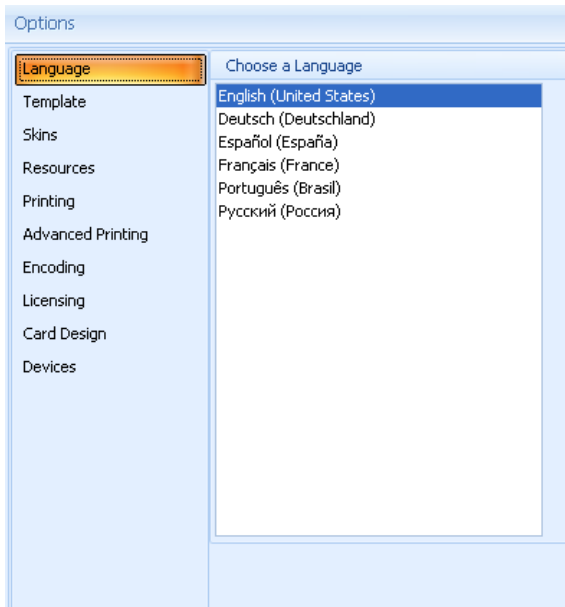 Options
Language
Template
Skins
Resources
Printing
Advanced Printing
Encoding
Licensing
Card Design
Devices
Choose a Language
English (United States)
Deutsch (Deutschland)
Español (España)
Français (France)
Português (Brasil)
Русский (Россия)